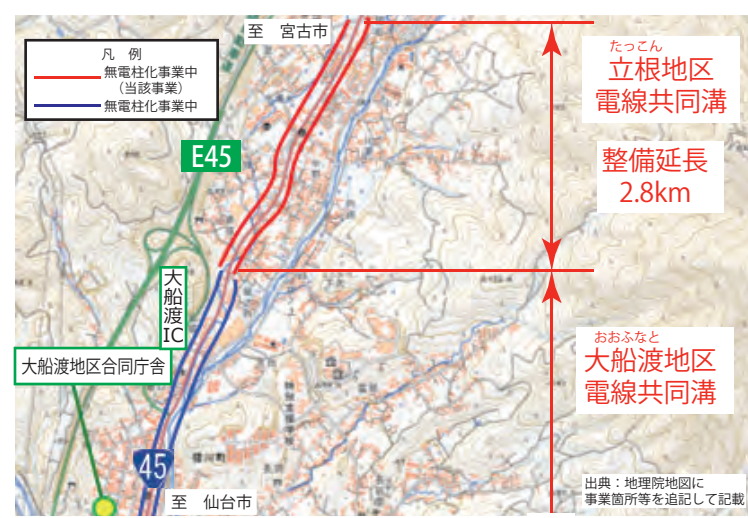 至　宮古市
凡　例
無電柱化事業中
（当該事業）
無電柱化事業中
E45
たっこん
立根地区
電線共同溝
整備延長
2.8km
大船渡IC
大船渡地区合同庁舎
おおふなと
大船渡地区
電線共同溝
45
至　仙台市
出典：地理院地図に
事業箇所等を追記して記載